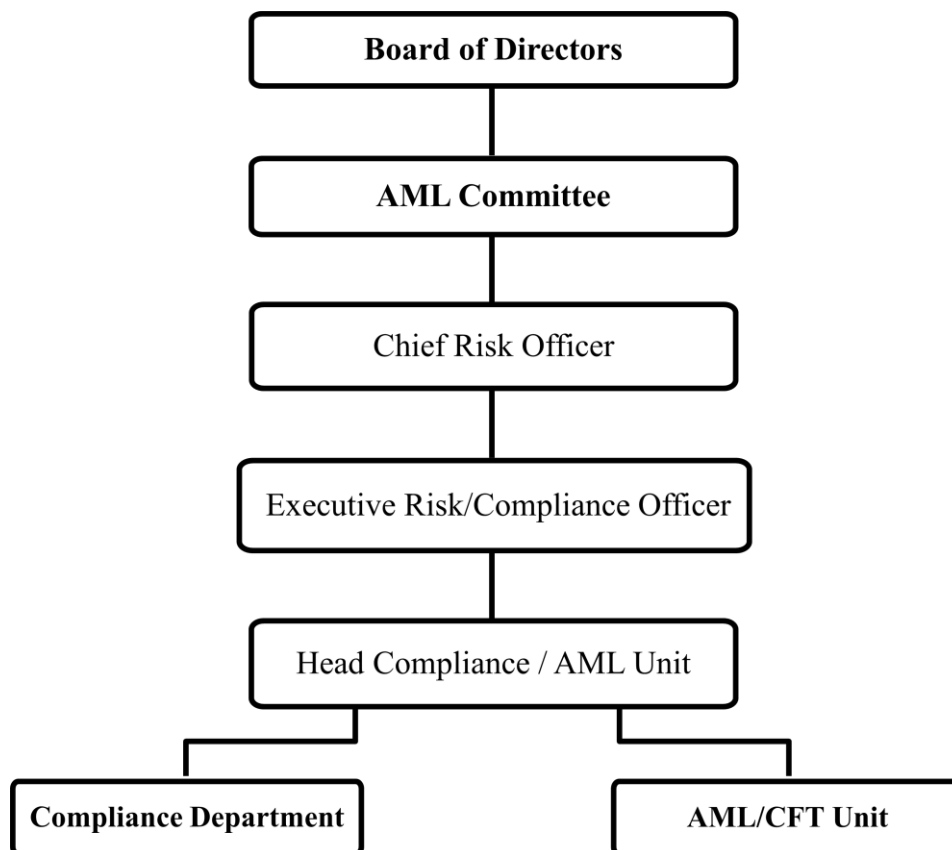 Board of Directors
AML Committee
Chief Risk Officer
Executive Risk/Compliance Officer
Head Compliance / AML Unit
Compliance Department
AML/CFT Unit